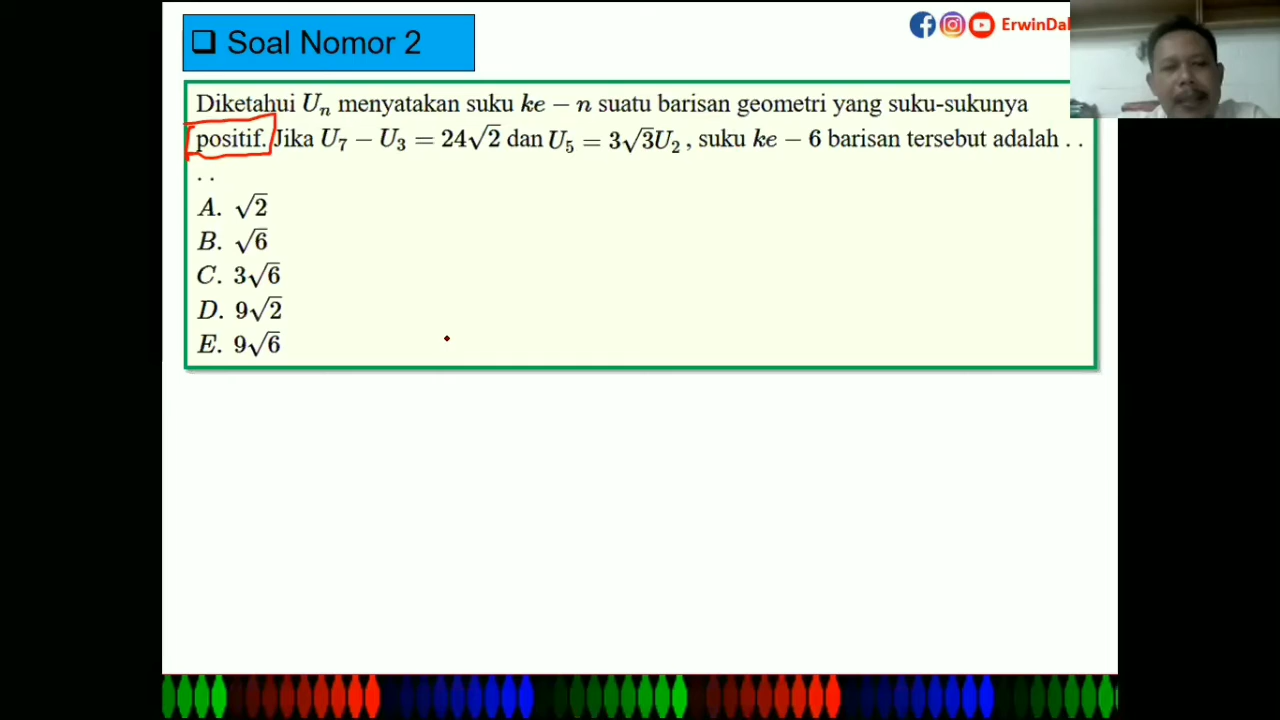 ❑ Soal Nomor 2
ErwinDal
Diketahui Uₙ menyatakan suku ke − n suatu barisan geometri yang suku-sukunya
positif. Jika U₇ − U₃ = 24√2 dan U₅ = 3√3U₂ , suku ke − 6 barisan tersebut adalah . .
. .
A. √2
B. √6
C. 3√6
D. 9√2
E. 9√6